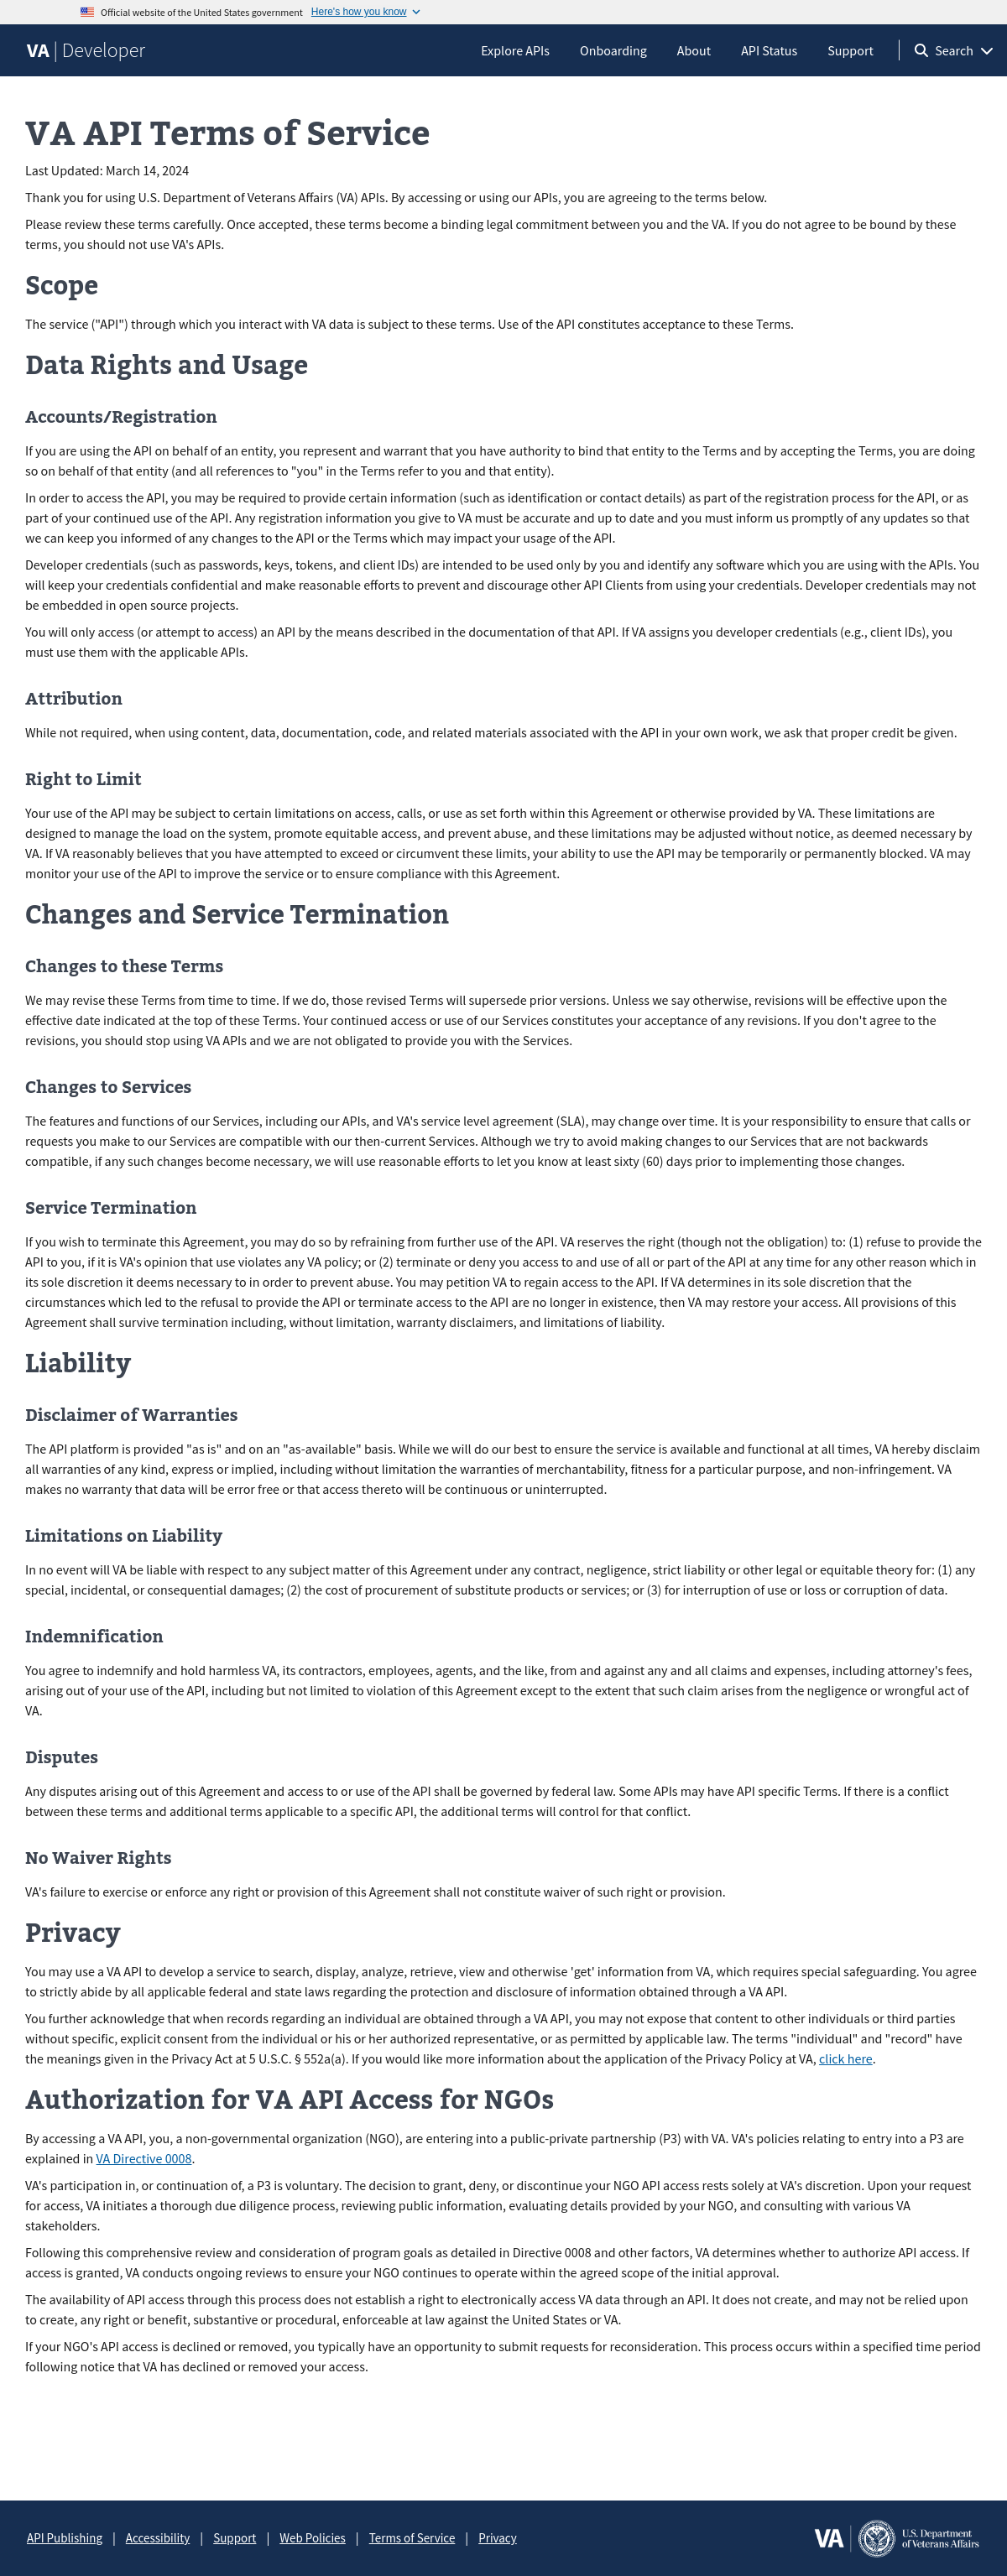 Official website of the United States government Here's how you know
VA | Developer
Explore APIs Onboarding About API Status Support Search
VA API Terms of Service
Last Updated: March 14, 2024
Thank you for using U.S. Department of Veterans Affairs (VA) APIs. By accessing or using our APIs, you are agreeing to the terms below.
Please review these terms carefully. Once accepted, these terms become a binding legal commitment between you and the VA. If you do not agree to be bound by these
terms, you should not use VA's APIs.
Scope
The service ("API") through which you interact with VA data is subject to these terms. Use of the API constitutes acceptance to these Terms.
Data Rights and Usage
Accounts/Registration
If you are using the API on behalf of an entity, you represent and warrant that you have authority to bind that entity to the Terms and by accepting the Terms, you are doing
so on behalf of that entity (and all references to "you" in the Terms refer to you and that entity).
In order to access the API, you may be required to provide certain information (such as identification or contact details) as part of the registration process for the API, or as
part of your continued use of the API. Any registration information you give to VA must be accurate and up to date and you must inform us promptly of any updates so that
we can keep you informed of any changes to the API or the Terms which may impact your usage of the API.
Developer credentials (such as passwords, keys, tokens, and client IDs) are intended to be used only by you and identify any software which you are using with the APIs. You
will keep your credentials confidential and make reasonable efforts to prevent and discourage other API Clients from using your credentials. Developer credentials may not
be embedded in open source projects.
You will only access (or attempt to access) an API by the means described in the documentation of that API. If VA assigns you developer credentials (e.g., client IDs), you
must use them with the applicable APIs.
Attribution
While not required, when using content, data, documentation, code, and related materials associated with the API in your own work, we ask that proper credit be given.
Right to Limit
Your use of the API may be subject to certain limitations on access, calls, or use as set forth within this Agreement or otherwise provided by VA. These limitations are
designed to manage the load on the system, promote equitable access, and prevent abuse, and these limitations may be adjusted without notice, as deemed necessary by
VA. If VA reasonably believes that you have attempted to exceed or circumvent these limits, your ability to use the API may be temporarily or permanently blocked. VA may
monitor your use of the API to improve the service or to ensure compliance with this Agreement.
Changes and Service Termination
Changes to these Terms
We may revise these Terms from time to time. If we do, those revised Terms will supersede prior versions. Unless we say otherwise, revisions will be effective upon the
effective date indicated at the top of these Terms. Your continued access or use of our Services constitutes your acceptance of any revisions. If you don't agree to the
revisions, you should stop using VA APIs and we are not obligated to provide you with the Services.
Changes to Services
The features and functions of our Services, including our APIs, and VA's service level agreement (SLA), may change over time. It is your responsibility to ensure that calls or
requests you make to our Services are compatible with our then-current Services. Although we try to avoid making changes to our Services that are not backwards
compatible, if any such changes become necessary, we will use reasonable efforts to let you know at least sixty (60) days prior to implementing those changes.
Service Termination
If you wish to terminate this Agreement, you may do so by refraining from further use of the API. VA reserves the right (though not the obligation) to: (1) refuse to provide the
API to you, if it is VA's opinion that use violates any VA policy; or (2) terminate or deny you access to and use of all or part of the API at any time for any other reason which in
its sole discretion it deems necessary to in order to prevent abuse. You may petition VA to regain access to the API. If VA determines in its sole discretion that the
circumstances which led to the refusal to provide the API or terminate access to the API are no longer in existence, then VA may restore your access. All provisions of this
Agreement shall survive termination including, without limitation, warranty disclaimers, and limitations of liability.
Liability
Disclaimer of Warranties
The API platform is provided "as is" and on an "as-available" basis. While we will do our best to ensure the service is available and functional at all times, VA hereby disclaim
all warranties of any kind, express or implied, including without limitation the warranties of merchantability, fitness for a particular purpose, and non-infringement. VA
makes no warranty that data will be error free or that access thereto will be continuous or uninterrupted.
Limitations on Liability
In no event will VA be liable with respect to any subject matter of this Agreement under any contract, negligence, strict liability or other legal or equitable theory for: (1) any
special, incidental, or consequential damages; (2) the cost of procurement of substitute products or services; or (3) for interruption of use or loss or corruption of data.
Indemnification
You agree to indemnify and hold harmless VA, its contractors, employees, agents, and the like, from and against any and all claims and expenses, including attorney's fees,
arising out of your use of the API, including but not limited to violation of this Agreement except to the extent that such claim arises from the negligence or wrongful act of
VA.
Disputes
Any disputes arising out of this Agreement and access to or use of the API shall be governed by federal law. Some APIs may have API specific Terms. If there is a conflict
between these terms and additional terms applicable to a specific API, the additional terms will control for that conflict.
No Waiver Rights
VA's failure to exercise or enforce any right or provision of this Agreement shall not constitute waiver of such right or provision.
Privacy
You may use a VA API to develop a service to search, display, analyze, retrieve, view and otherwise 'get' information from VA, which requires special safeguarding. You agree
to strictly abide by all applicable federal and state laws regarding the protection and disclosure of information obtained through a VA API.
You further acknowledge that when records regarding an individual are obtained through a VA API, you may not expose that content to other individuals or third parties
without specific, explicit consent from the individual or his or her authorized representative, or as permitted by applicable law. The terms "individual" and "record" have
the meanings given in the Privacy Act at 5 U.S.C. § 552a(a). If you would like more information about the application of the Privacy Policy at VA, click here.
Authorization for VA API Access for NGOs
By accessing a VA API, you, a non-governmental organization (NGO), are entering into a public-private partnership (P3) with VA. VA's policies relating to entry into a P3 are
explained in VA Directive 0008.
VA's participation in, or continuation of, a P3 is voluntary. The decision to grant, deny, or discontinue your NGO API access rests solely at VA's discretion. Upon your request
for access, VA initiates a thorough due diligence process, reviewing public information, evaluating details provided by your NGO, and consulting with various VA
stakeholders.
Following this comprehensive review and consideration of program goals as detailed in Directive 0008 and other factors, VA determines whether to authorize API access. If
access is granted, VA conducts ongoing reviews to ensure your NGO continues to operate within the agreed scope of the initial approval.
The availability of API access through this process does not establish a right to electronically access VA data through an API. It does not create, and may not be relied upon
to create, any right or benefit, substantive or procedural, enforceable at law against the United States or VA.
If your NGO's API access is declined or removed, you typically have an opportunity to submit requests for reconsideration. This process occurs within a specified time period
following notice that VA has declined or removed your access.
API Publishing | Accessibility | Support | Web Policies | Terms of Service | Privacy
VA | U.S. Department
of Veterans Affairs